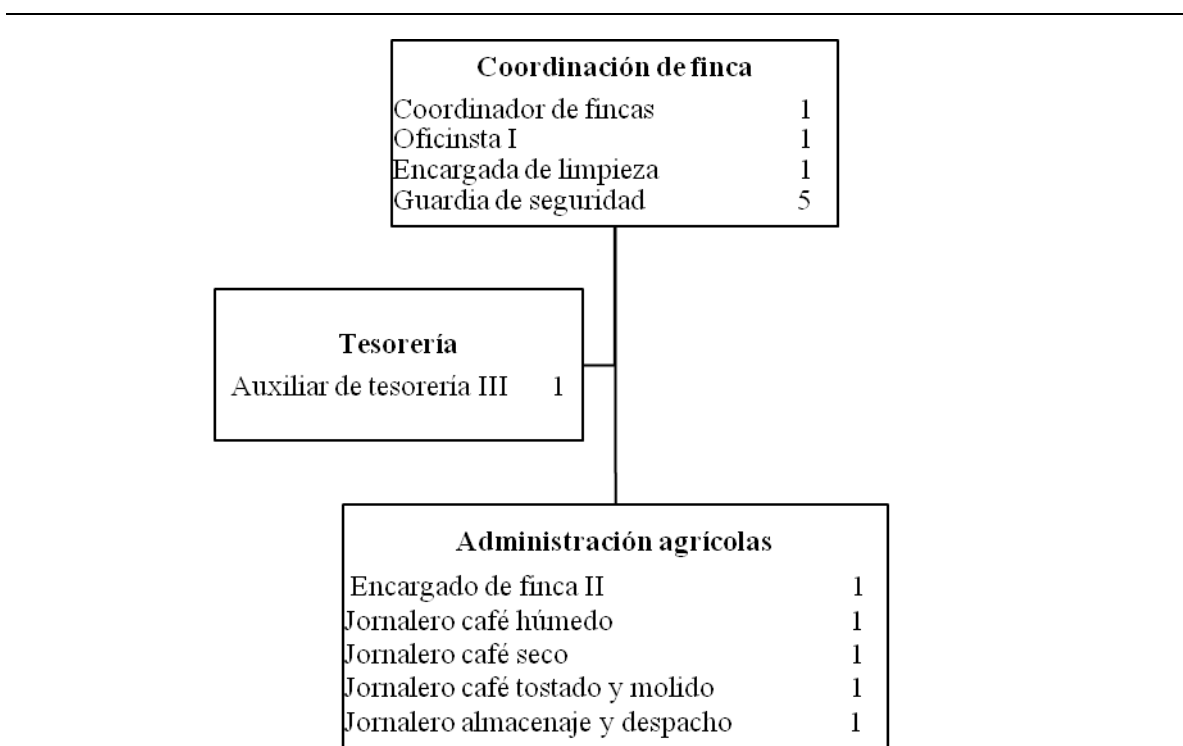 Coordinación de finca
Coordinador de fincas 1
Oficinsta I 1
Encargada de limpieza 1
Guardia de seguridad 5
Tesorería
Auxiliar de tesorería III 1
Administración agrícolas
Encargado de finca II 1
Jornalero café húmedo 1
Jornalero café seco 1
Jornalero café tostado y molido 1
Jornalero almacenaje y despacho 1